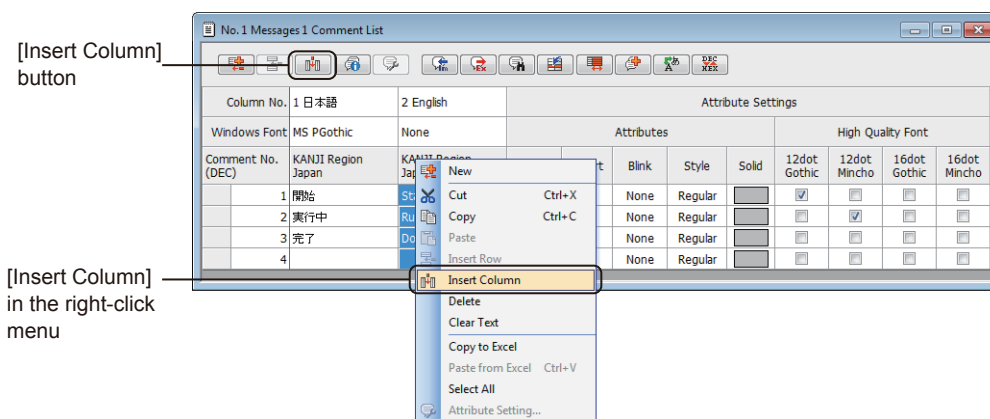 No. 1 Messages 1 Comment List
[Insert Column]
button
Column No. 1 日本語 2 English Attribute Settings
Windows Font MS PGothic None Attributes High Quality Font
Comment No. (DEC) KANJI Region Japan Blink Style Solid 12dot Gothic 12dot Mincho 16dot Gothic 16dot Mincho
1 開始 None Regular
2 実行中 None Regular
3 完了 None Regular
4 None Regular
New
Cut Ctrl+X
Copy Ctrl+C
Paste
Insert Row
Insert Column
Delete
Clear Text
Copy to Excel
Paste from Excel Ctrl+V
Select All
Attribute Setting...
[Insert Column]
in the right-click
menu